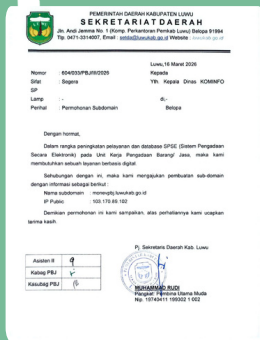 PEMERINTAH DAERAH KABUPATEN LUWU
SEKRETARIAT DAERAH
Jln. Andi Jemma No. 1 (Komp. Perkantoran Pemkab Luwu) Belopa 91994
Tlp. 0471-3314007, Email : setda@luwukab.go.id Website : luwukab.go.id
Luwu,16 Maret 2026
Nomor : 604/033/PBJ/III/2026 Kepada
Sifat : Segera Yth. Kepala Dinas KOMINFO
SP
Lamp : - di,-
Perihal : Permohonan Subdomain Belopa
Dengan hormat,
Dalam rangka peningkatan pelayanan dan database SPSE (Sistem Pengadaan
Secara Elektronik) pada Unit Kerja Pengadaan Barang/ Jasa, maka kami
membutuhkan sebuah layanan berbasis digital.
Sehubungan dengan ini, maka kami mengajukan pembuatan sub-domain
dengan informasi sebagai berikut :
Nama subdomain : monevpbj.luwukab.go.id
IP Public : 103.170.88.182
Demikian permohonan ini kami sampaikan, atas perhatiannya kami ucapkan
terima kasih.
Pj. Sekretaris Daerah Kab. Luwu
Asisten II
Kabag PBJ
Kasubag PBJ
MUHAMMAD RUDI
Pangkat: Pembina Utama Muda
Nip. 19740411 199302 1 002